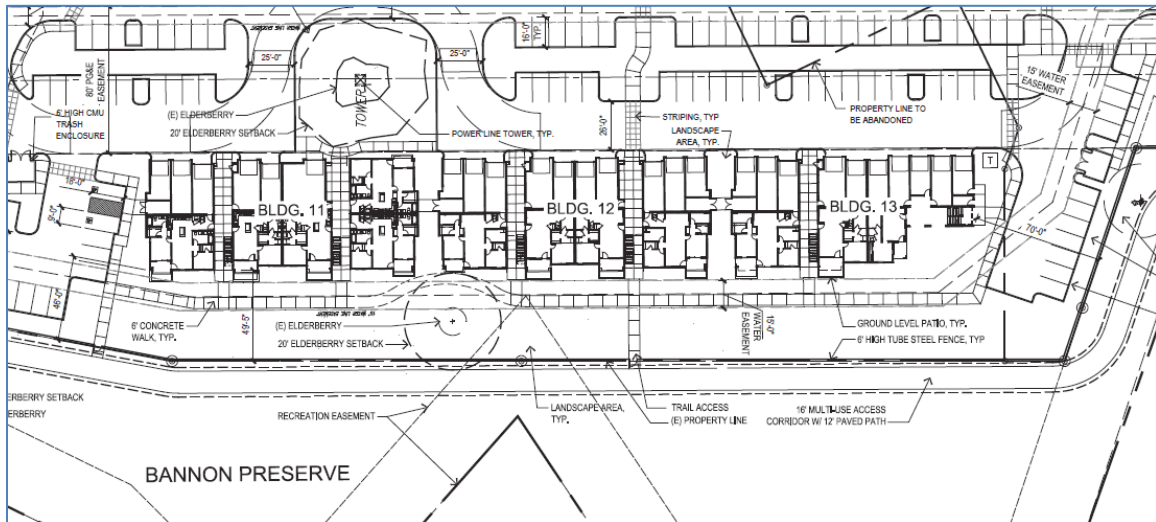 WATER LINE EASEMENT
16'-0"
TYP.
25'-0"
25'-0"
80' PG&E
EASEMENT
15' WATER
EASEMENT
TOWER
(E) ELDERBERRY
20' ELDERBERRY SETBACK
6' HIGH CMU
TRASH
ENCLOSURE
POWER LINE TOWER, TYP.
26'-0"
STRIPING, TYP
LANDSCAPE
AREA, TYP.
PROPERTY LINE TO
BE ABANDONED
T
18'-0"
9'-0"
BLDG. 11
BLDG. 12
BLDG. 13
70'-0"
46'-0"
6' CONCRETE
WALK, TYP.
49'-5"
(E) ELDERBERRY
20' ELDERBERRY SETBACK
15'-0"
WATER
EASEMENT
GROUND LEVEL PATIO, TYP.
6' HIGH TUBE STEEL FENCE, TYP
ERBERRY SETBACK
ERBERRY
RECREATION EASEMENT
LANDSCAPE AREA,
TYP.
TRAIL ACCESS
(E) PROPERTY LINE
16' MULTI-USE ACCESS
CORRIDOR W/ 12' PAVED PATH
BANNON PRESERVE